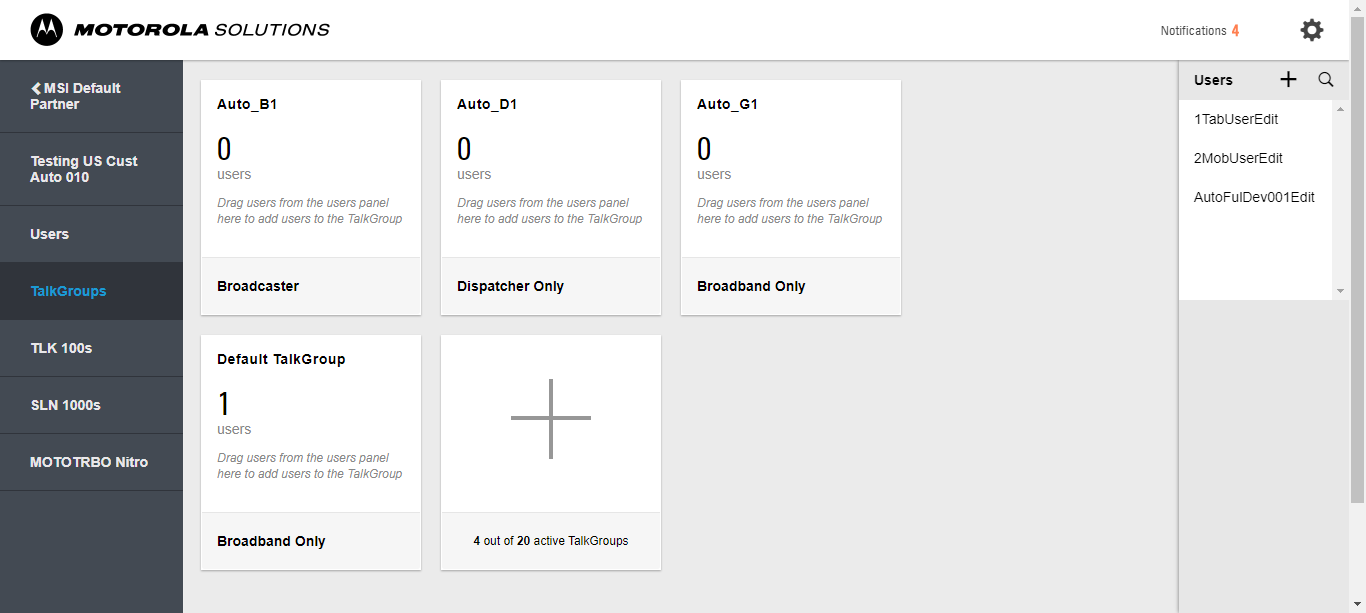 MOTOROLA SOLUTIONS
Notifications 4
MSI Default
Partner
Testing US Cust
Auto 010
Users
TalkGroups
TLK 100s
SLN 1000s
MOTOTRBO Nitro
Auto_B1
0
users
Drag users from the users panel
here to add users to the TalkGroup
Broadcaster
Auto_D1
0
users
Drag users from the users panel
here to add users to the TalkGroup
Dispatcher Only
Auto_G1
0
users
Drag users from the users panel
here to add users to the TalkGroup
Broadband Only
Default TalkGroup
1
users
Drag users from the users panel
here to add users to the TalkGroup
Broadband Only
4 out of 20 active TalkGroups
Users
1TabUserEdit
2MobUserEdit
AutoFulDev001Edit